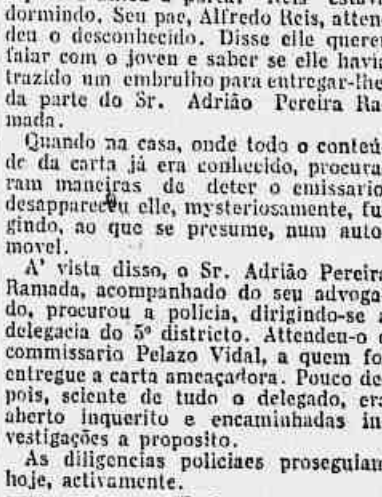 dormindo. Seu pae, Alfredo Reis, atten
deu o desconhecido. Disse elle querer
falar com o joven e saber se elle havia
trazido um embrulho para entregar-lhe
da parte do Sr. Adrião Pereira Ra
mada.
Quando na casa, onde todo o conteú
de da carta já era conhecido, procura
ram maneiras de deter o emissario
desappareceu elle, mysteriosamente, fu
gindo, ao que se presume, num auto
movel.
A' vista disso, o Sr. Adrião Pereira
Ramada, acompanhado do seu advoga
do, procurou a policia, dirigindo-se á
delegacia do 5º districto. Attendeu-o o
commissario Pelazo Vidal, a quem fo
entregue a carta ameaçadora. Pouco de
pois, sciente de tudo o delegado, era
aberto inquerito e encaminhadas in
vestigações a proposito.
As diligencias policiaes proseguiam
hoje, activamente.